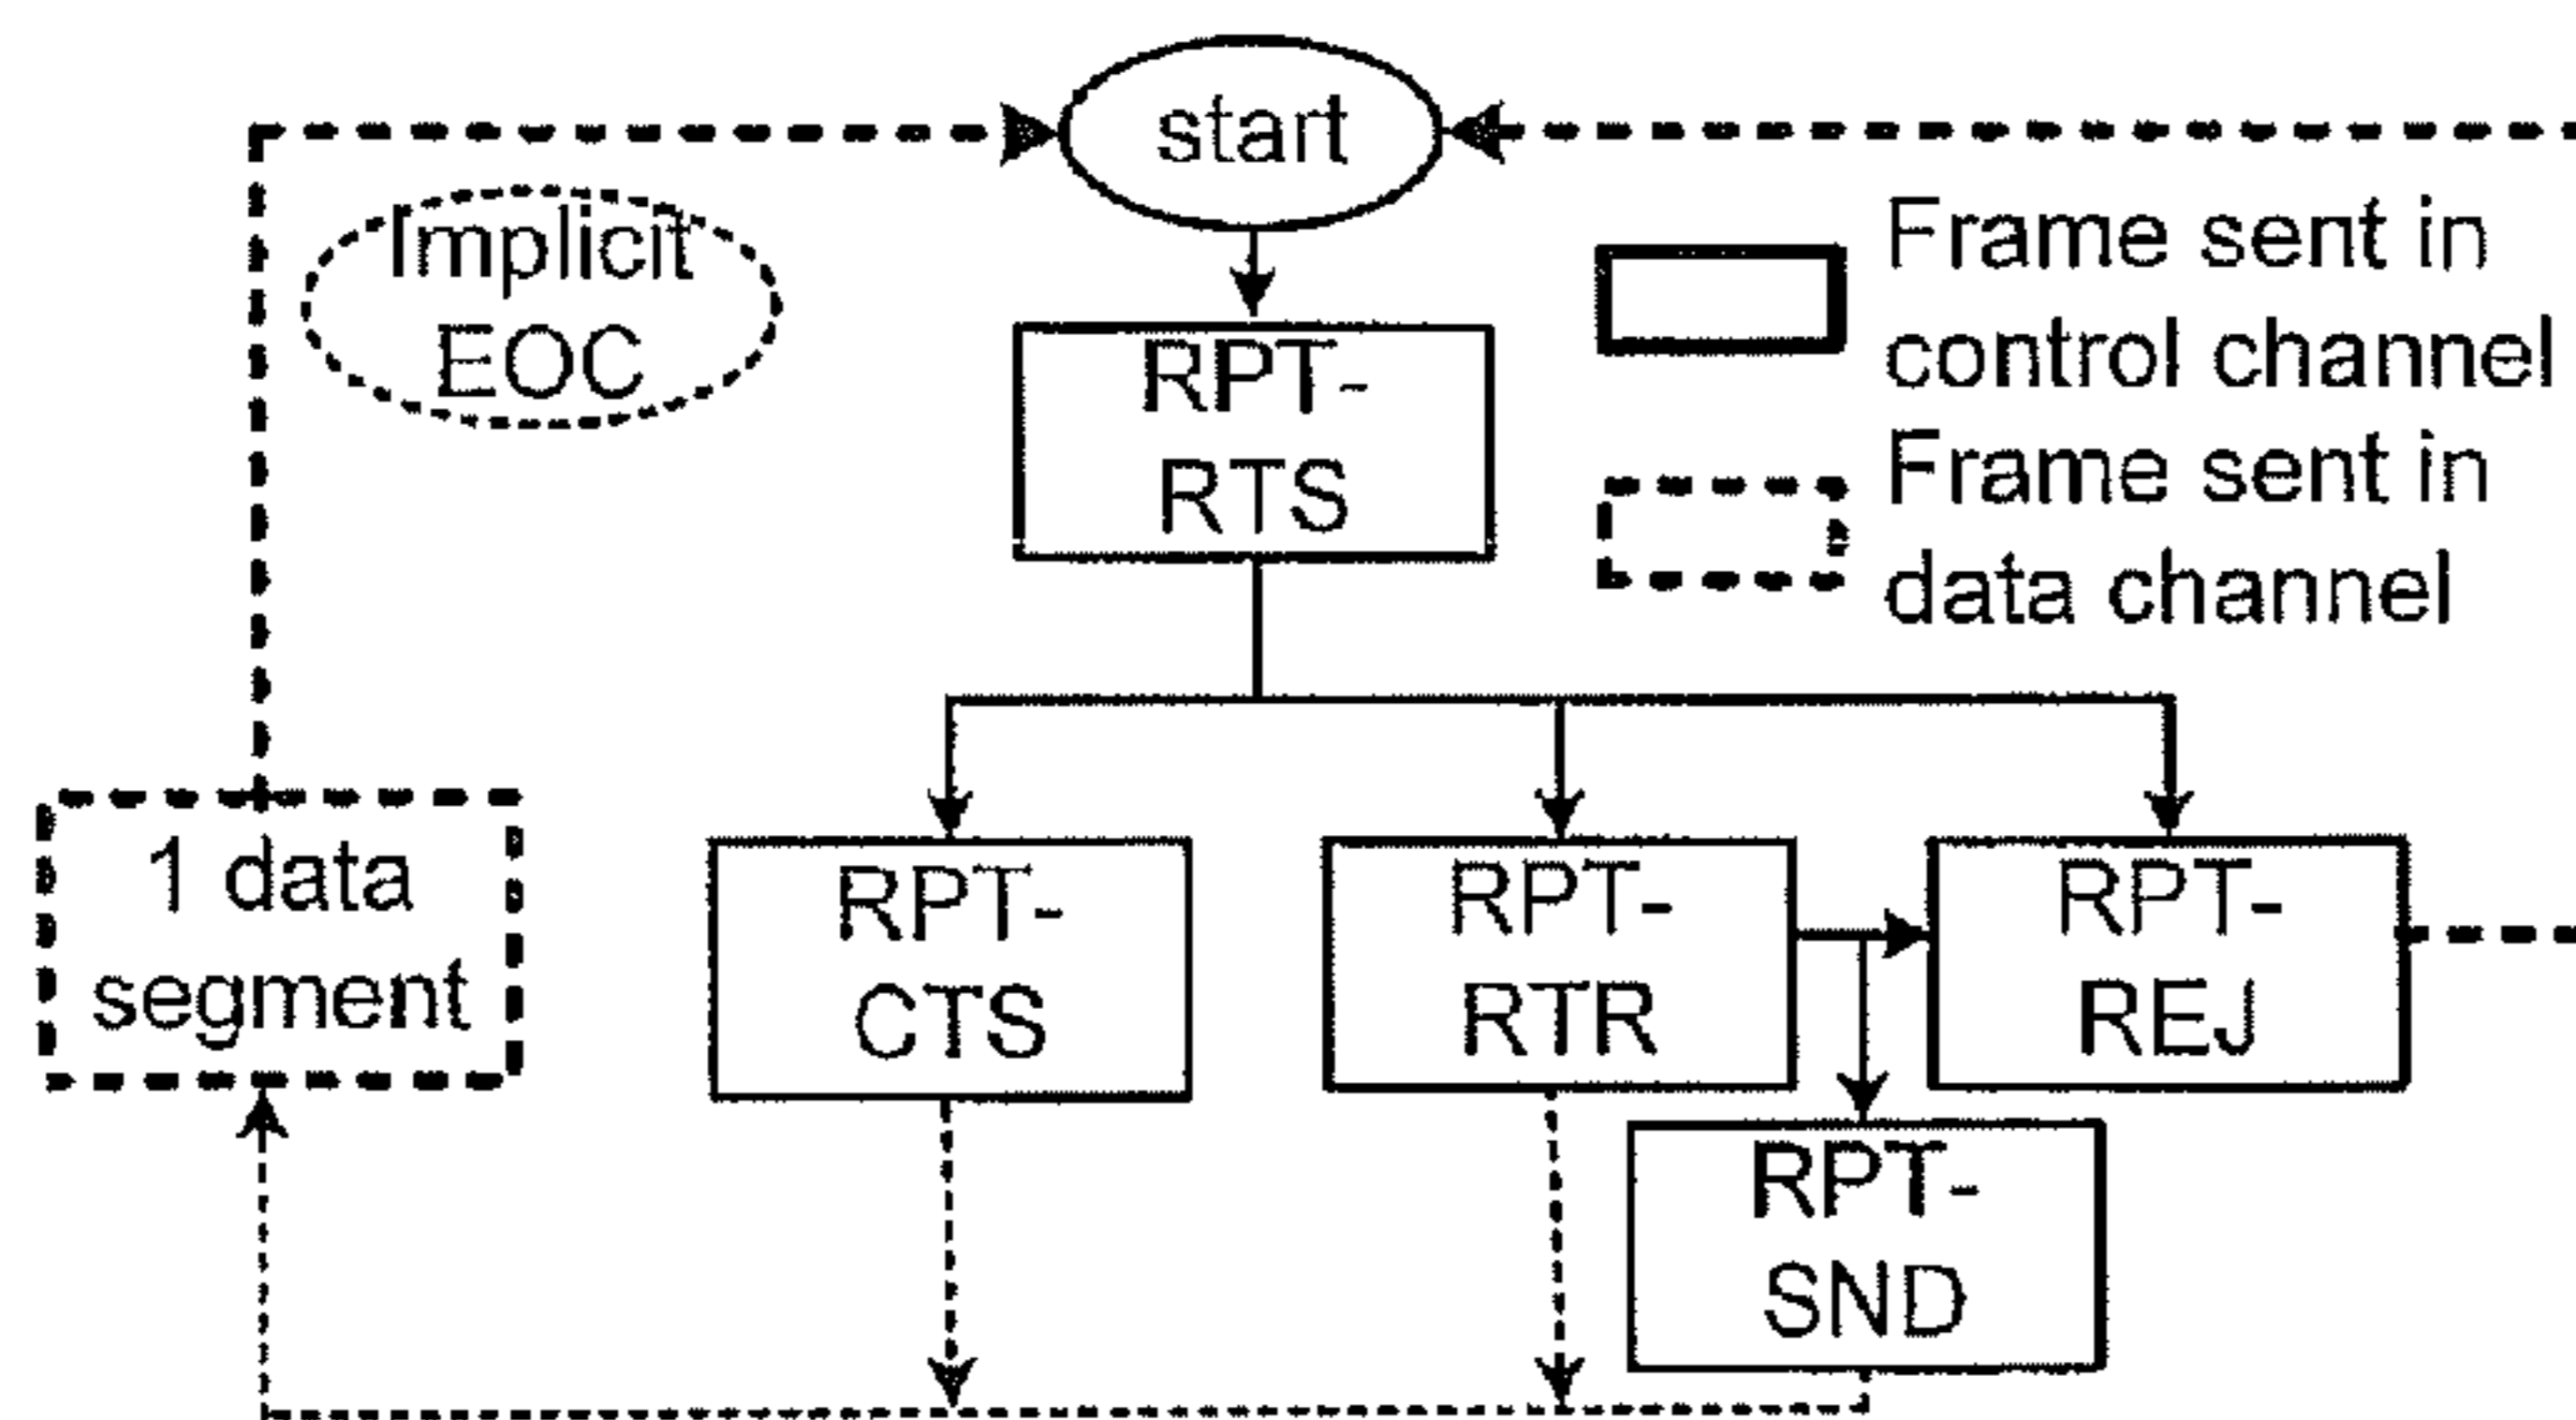 start
Implicit
EOC
Frame sent in
control channel
Frame sent in
data channel
RPT-
RTS
1 data
segment
RPT-
CTS
RPT-
RTR
RPT-
REJ
RPT-
SND